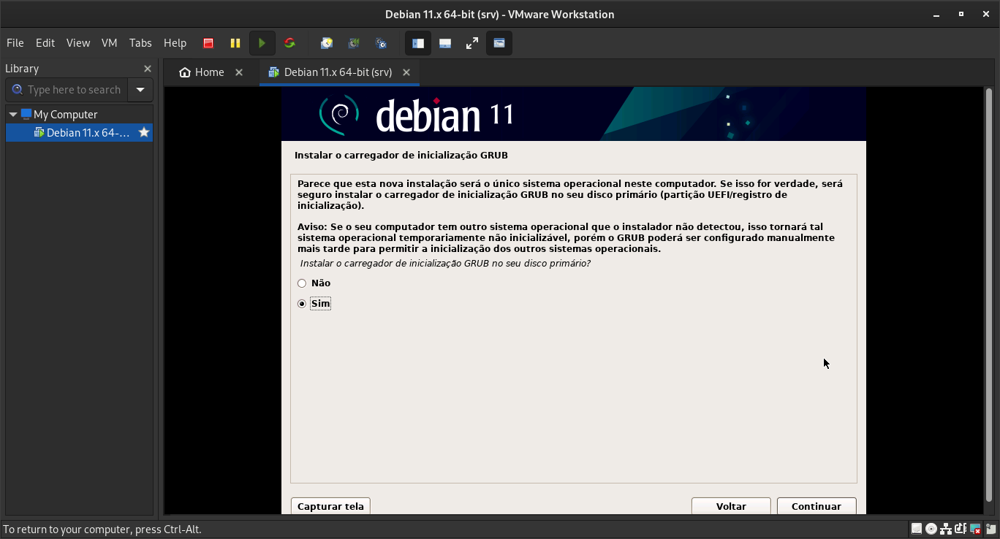 Debian 11.x 64-bit (srv) - VMware Workstation
File Edit View VM Tabs Help
Library
Home
Debian 11.x 64-bit (srv)
Type here to search
My Computer
Debian 11.x 64-...
debian 11
Instalar o carregador de inicialização GRUB
Parece que esta nova instalação será o único sistema operacional neste computador. Se isso for verdade, será
seguro instalar o carregador de inicialização GRUB no seu disco primário (partição UEFI/registro de
inicialização).
Aviso: Se o seu computador tem outro sistema operacional que o instalador não detectou, isso tornará tal
sistema operacional temporariamente não inicializável, porém o GRUB poderá ser configurado manualmente
mais tarde para permitir a inicialização dos outros sistemas operacionais.
Instalar o carregador de inicialização GRUB no seu disco primário?
Não
Sim
Capturar tela
Voltar
Continuar
To return to your computer, press Ctrl-Alt.